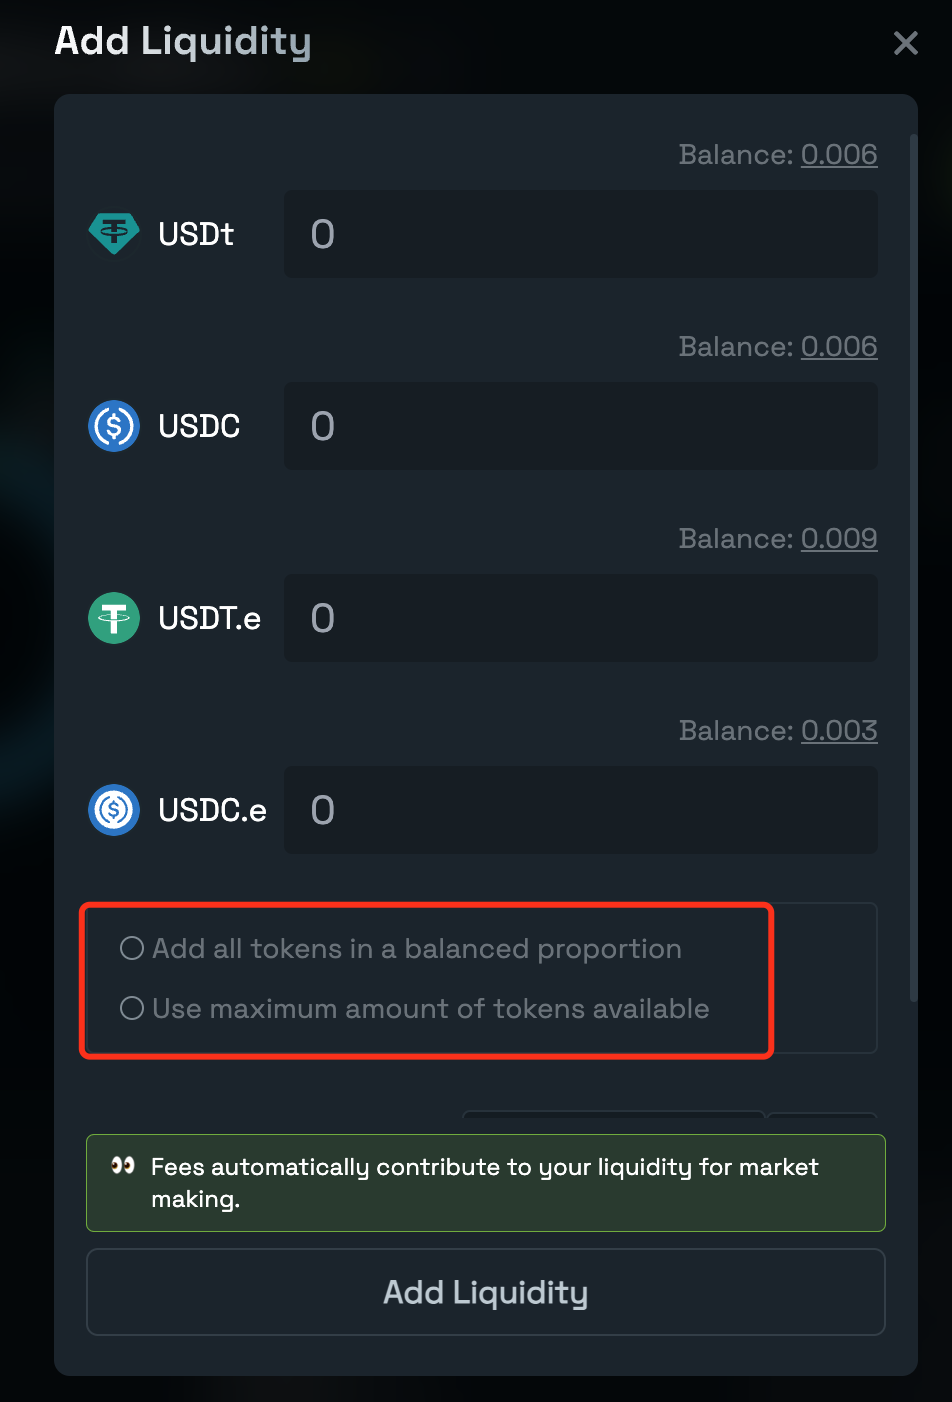 Add Liquidity
Balance: 0.006
USDt
0
Balance: 0.006
USDC
0
Balance: 0.009
USDT.e
0
Balance: 0.003
USDC.e
0
Add all tokens in a balanced proportion
Use maximum amount of tokens available
Fees automatically contribute to your liquidity for market
making.
Add Liquidity